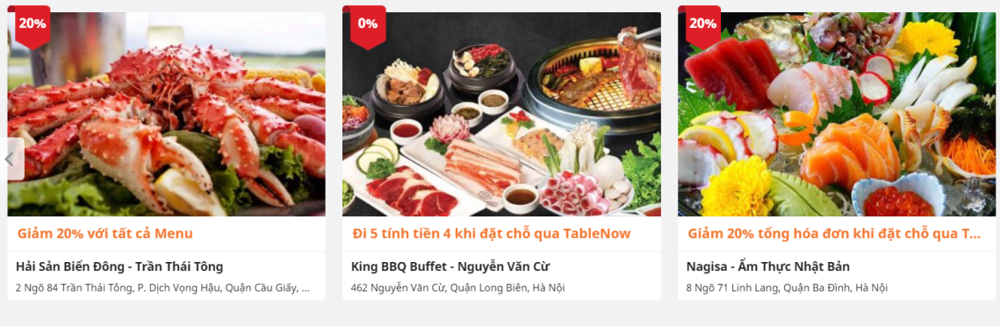 20%
Giảm 20% với tất cả Menu
Hải Sản Biển Đông - Trần Thái Tông
2 Ngõ 84 Trần Thái Tông, P. Dịch Vọng Hậu, Quận Cầu Giấy, ...
0%
Đi 5 tính tiền 4 khi đặt chỗ qua TableNow
King BBQ Buffet - Nguyễn Văn Cừ
462 Nguyễn Văn Cừ, Quận Long Biên, Hà Nội
20%
Giảm 20% tổng hóa đơn khi đặt chỗ qua T...
Nagisa - Ẩm Thực Nhật Bản
8 Ngõ 71 Linh Lang, Quận Ba Đình, Hà Nội